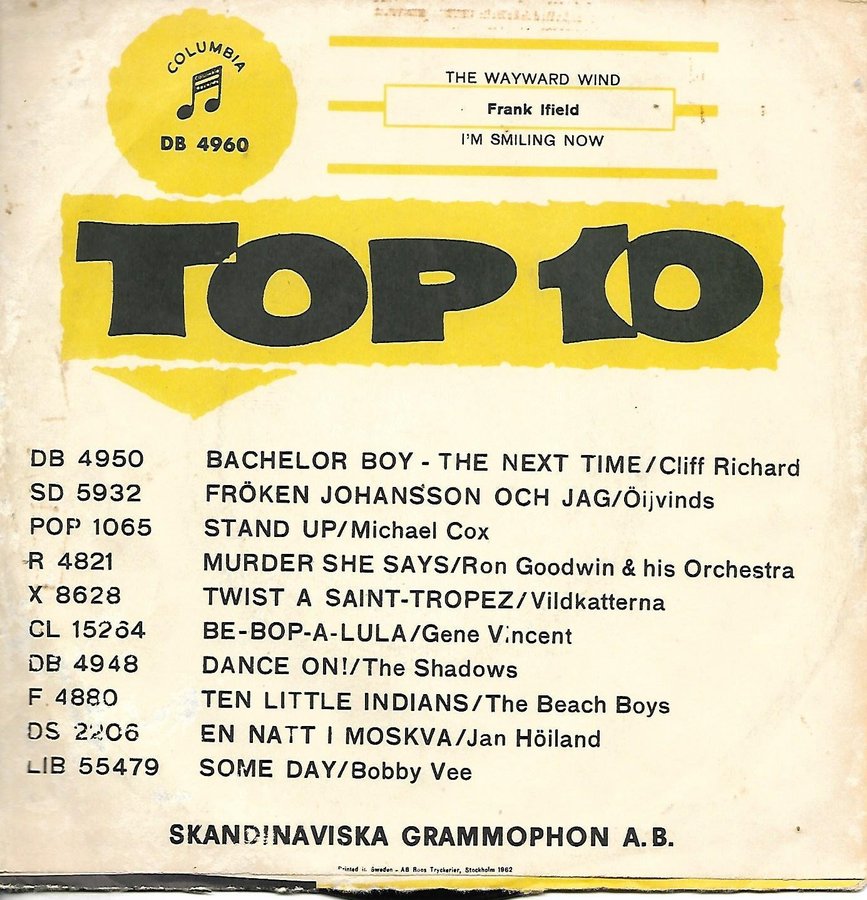 COLUMBIA
DB 4960
THE WAYWARD WIND
Frank Ifield
I'M SMILING NOW
TOP 10
DB 4950 BACHELOR BOY - THE NEXT TIME/Cliff Richard
SD 5932 FRÖKEN JOHANSSON OCH JAG/Öijvinds
POP 1065 STAND UP/Michael Cox
R 4821 MURDER SHE SAYS/Ron Goodwin & his Orchestra
X 8628 TWIST A SAINT-TROPEZ/Vildkatterna
CL 15264 BE-BOP-A-LULA/Gene Vincent
DB 4948 DANCE ON!/The Shadows
F 4880 TEN LITTLE INDIANS/The Beach Boys
DS 2206 EN NATT I MOSKVA/Jan Höiland
LIB 55479 SOME DAY/Bobby Vee
SKANDINAVISKA GRAMMOPHON A.B.
Printed in Sweden - AB Roos Tryckerier, Stockholm 1962